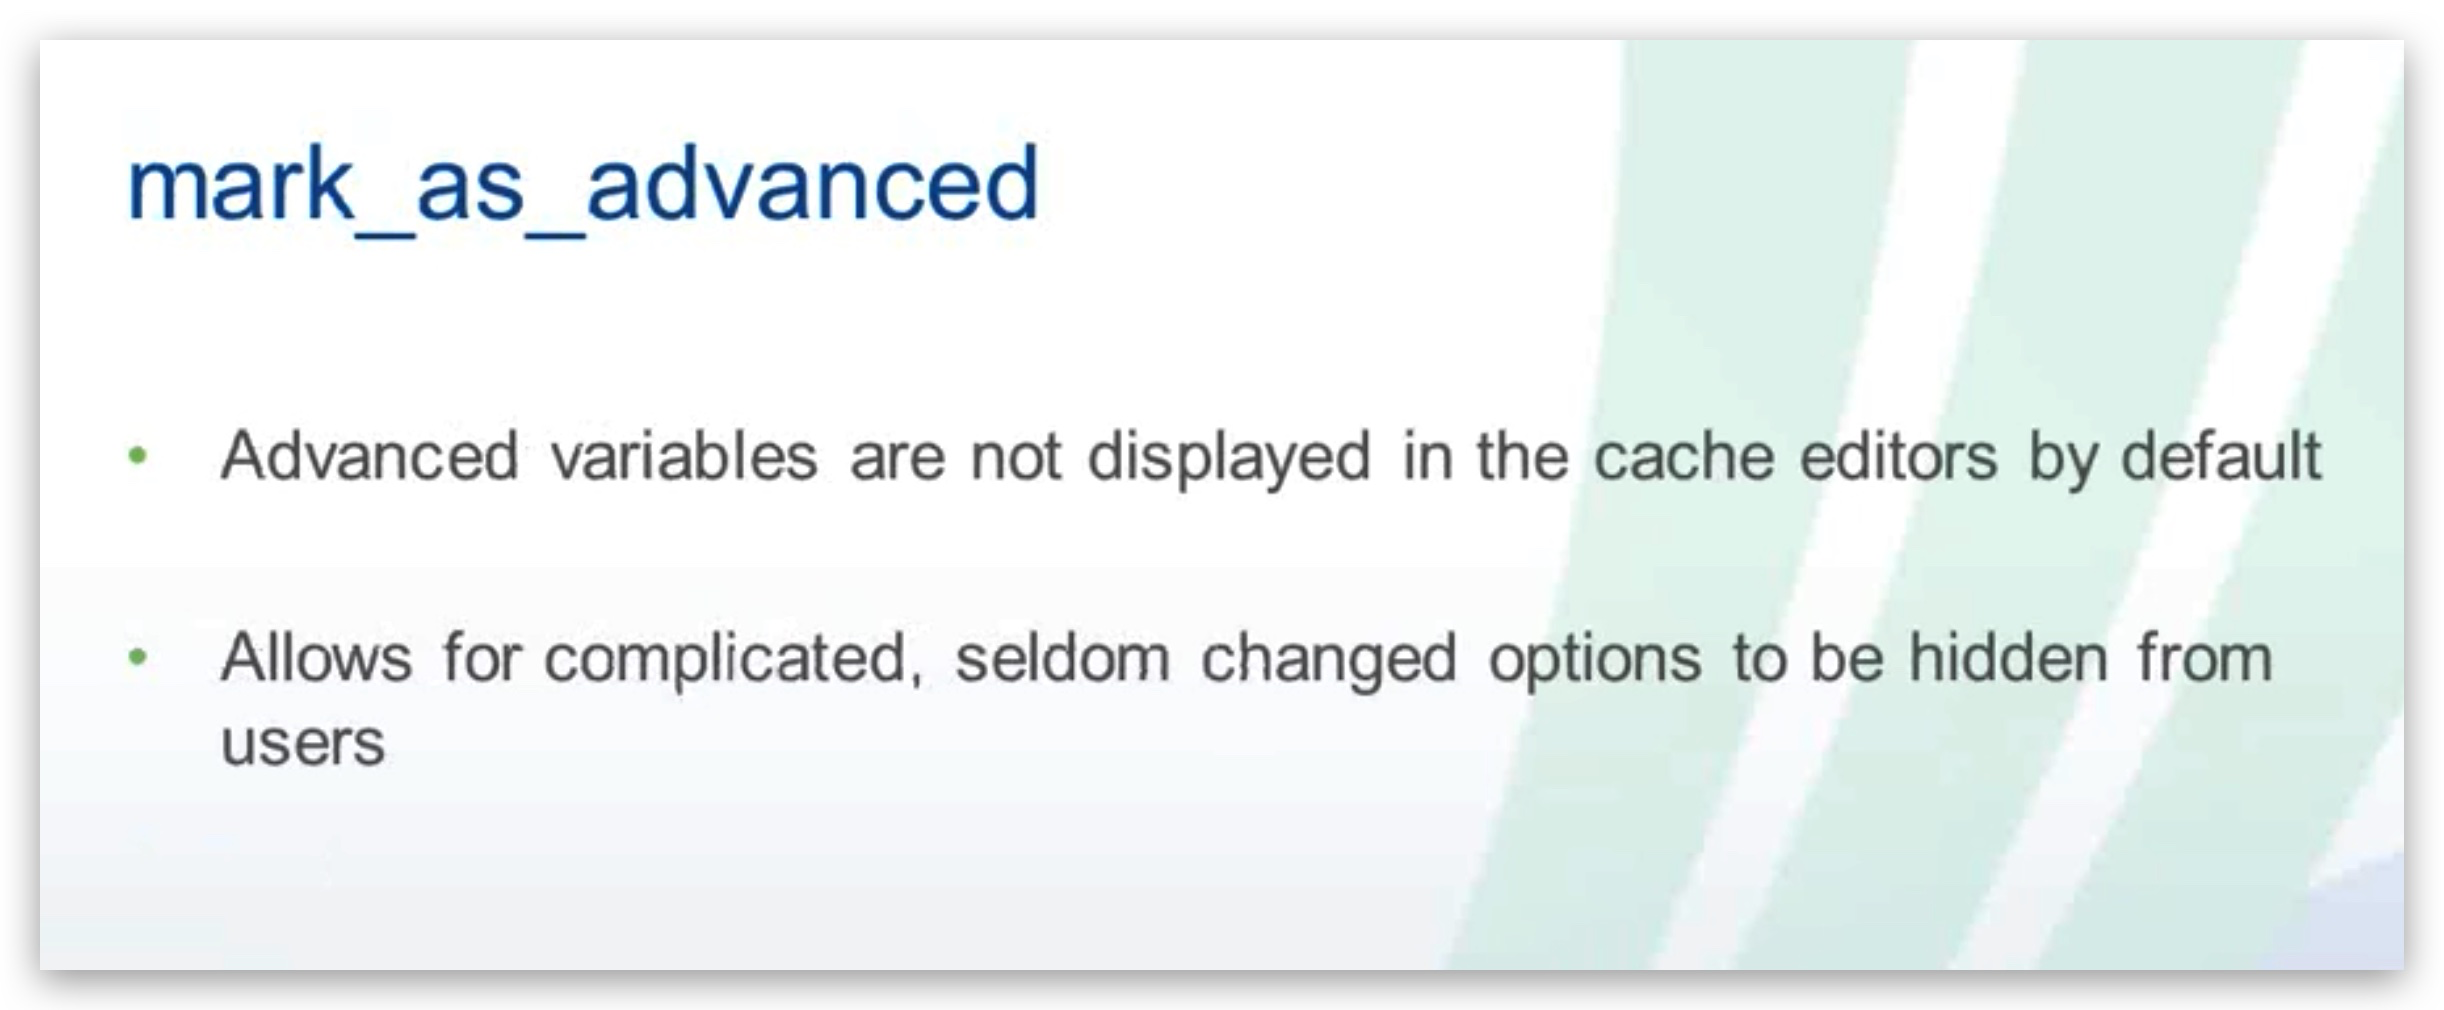 mark_as_advanced
• Advanced variables are not displayed in the cache editors by default
• Allows for complicated, seldom changed options to be hidden from
users